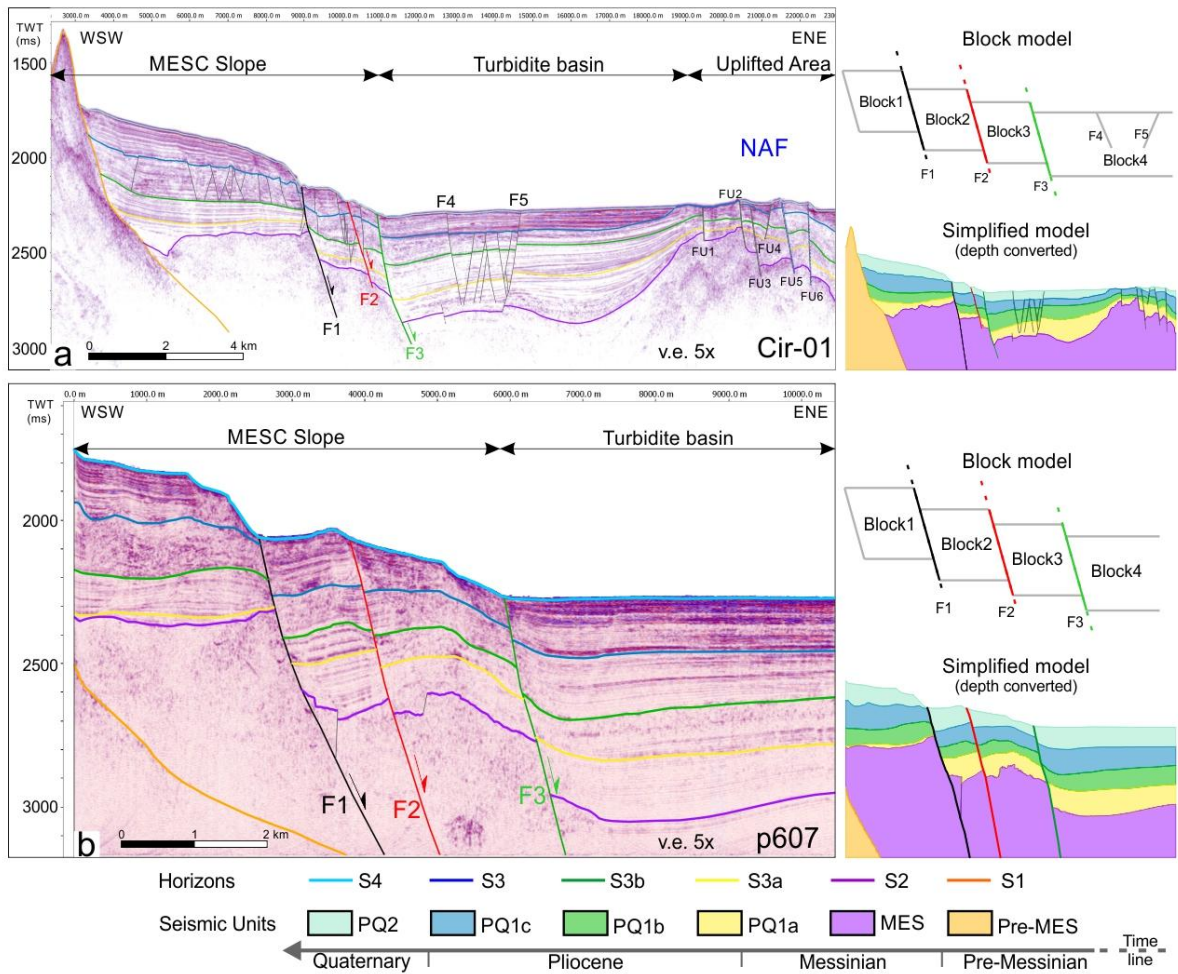 TWT
(ms)
3000.0 m 4000.0 m 5000.0 m 6000.0 m 7000.0 m 8000.0 m 9000.0 m 10000.0 m 11000.0 m 12000.0 m 13000.0 m 14000.0 m 15000.0 m 16000.0 m 17000.0 m 18000.0 m 19000.0 m 20000.0 m 21000.0 m 22000.0 m
WSW ENE
MESC Slope Turbidite basin Uplifted Area
1500
2000
2500
3000
NAF
F4 F5
FU2
FU1
FU4
FU3
FU5
FU6
F1
F2
F3
0 2 4 km
a
v.e. 5x
Cir-01
Block model
Block1
Block2
Block3
F4 F5
Block4
F1
F2
F3
Simplified model
(depth converted)
TWT
(ms)
0.0 m 1000.0 m 2000.0 m 3000.0 m 4000.0 m 5000.0 m 6000.0 m 7000.0 m 8000.0 m 9000.0 m 10000.0 m
WSW ENE
MESC Slope Turbidite basin
2000
2500
3000
F1
F2
F3
0 1 2 km
b
v.e. 5x
p607
Block model
Block1
Block2
Block3
Block4
F1
F2
F3
Simplified model
(depth converted)
Horizons S4 S3 S3b S3a S2 S1
Seismic Units PQ2 PQ1c PQ1b PQ1a MES Pre-MES
Quaternary Pliocene Messinian Pre-Messinian
Time
line